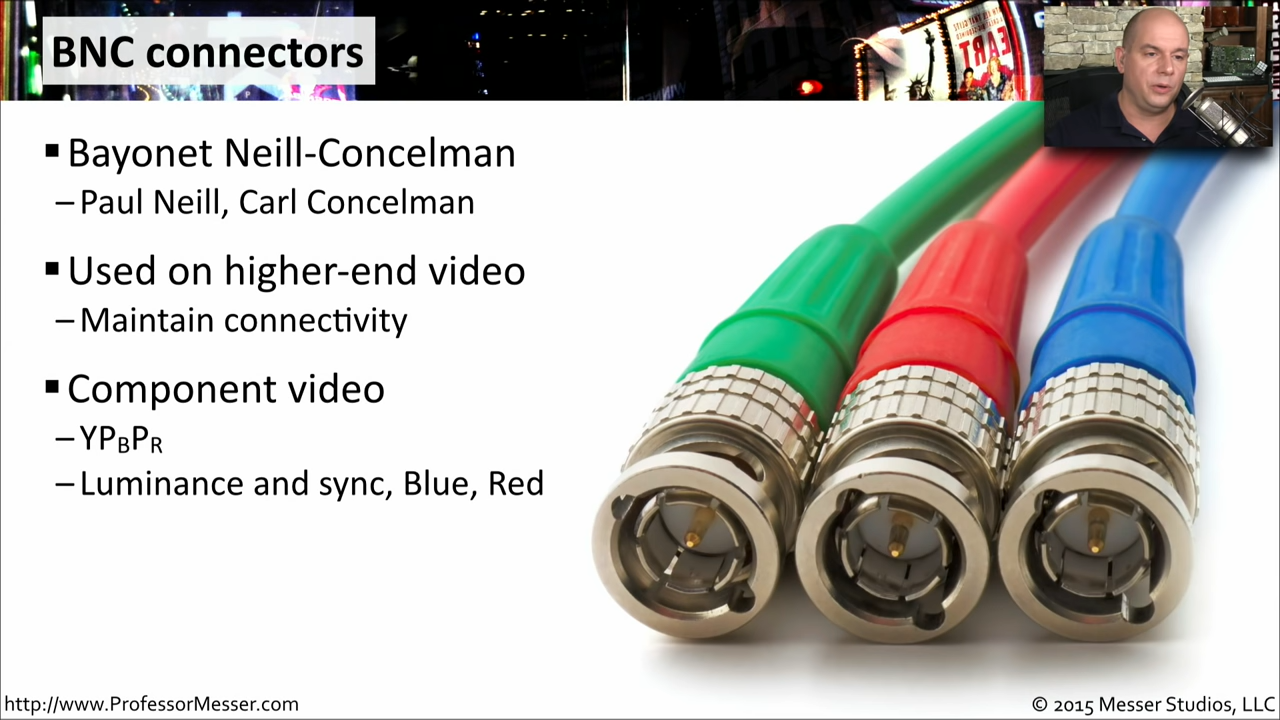 BNC connectors
▪ Bayonet Neill-Concelman
– Paul Neill, Carl Concelman
▪ Used on higher-end video
– Maintain connectivity
▪ Component video
– YPBPR
– Luminance and sync, Blue, Red
http://www.ProfessorMesser.com
© 2015 Messer Studios, LLC